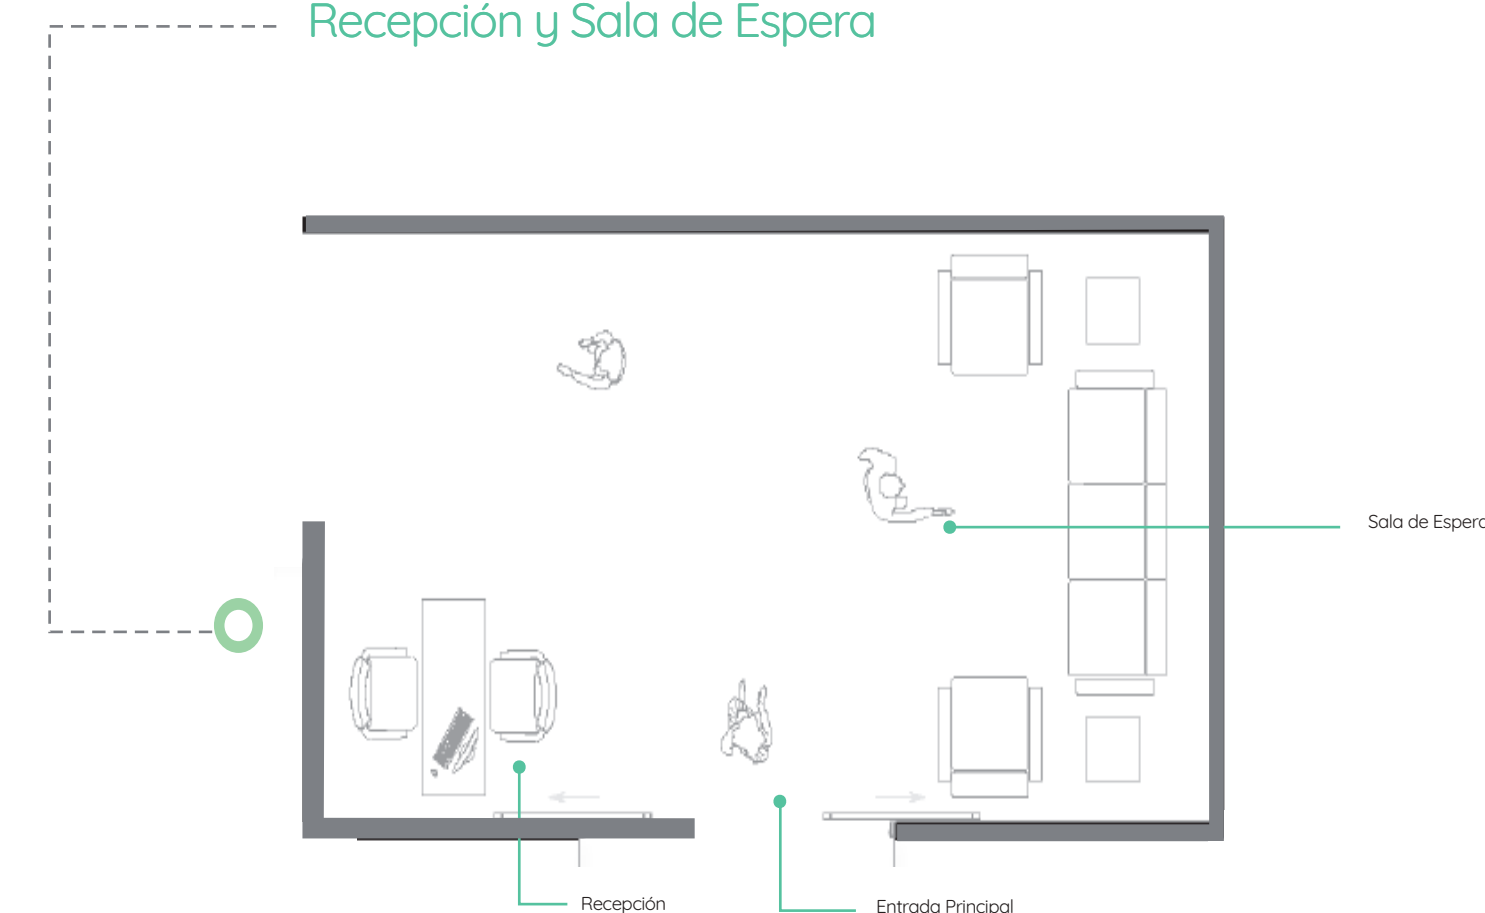 Recepción y Sala de Espera
Sala de Espera
Recepción
Entrada Principal